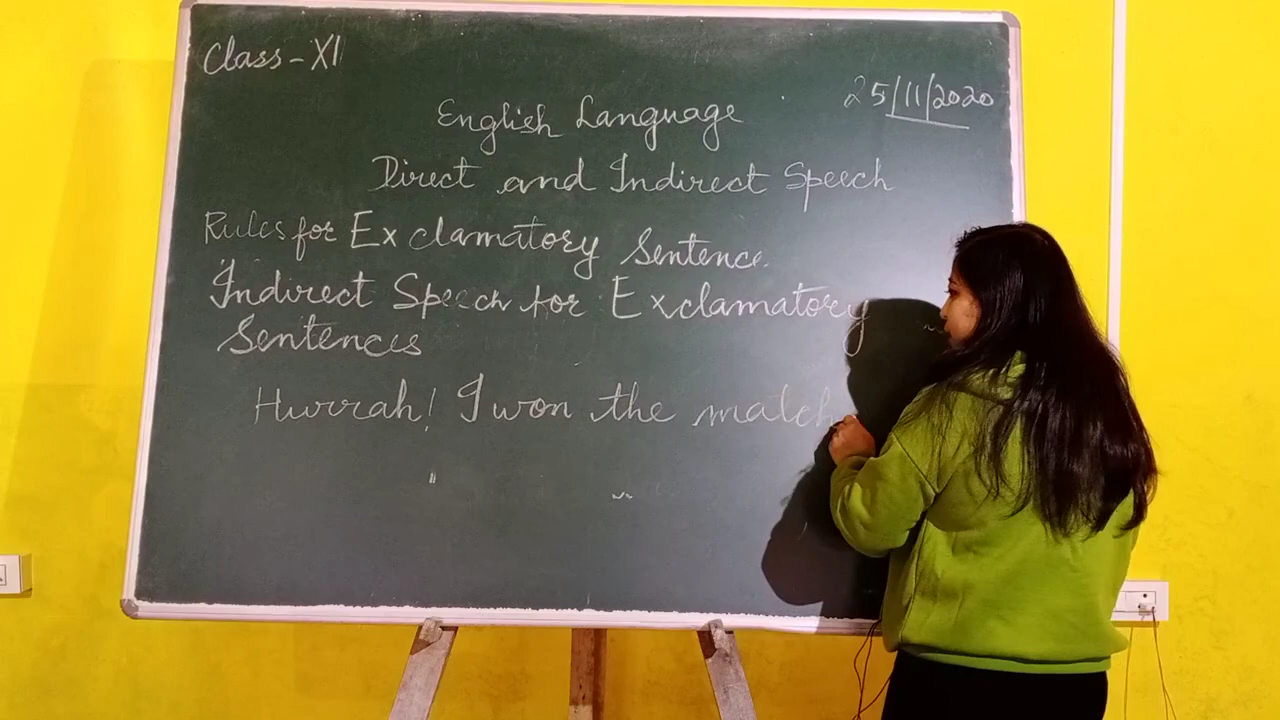 Class - XI
25/11/2020
English Language
Direct and Indirect Speech
Rules for Exclamatory Sentence.
Indirect Speech for Exclamatory
Sentences
Hurrah! I won the match